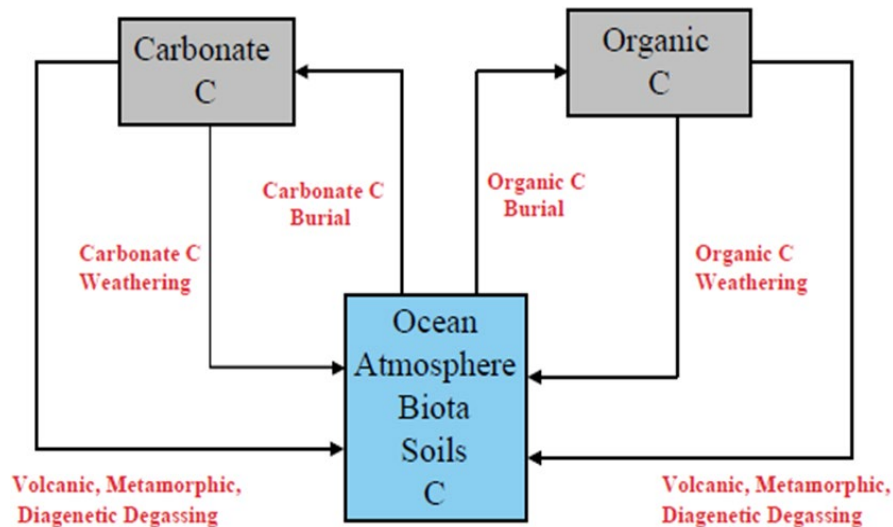 Carbonate
C
Organic
C
Carbonate C
Burial
Organic C
Burial
Carbonate C
Weathering
Organic C
Weathering
Ocean
Atmosphere
Biota
Soils
C
Volcanic, Metamorphic,
Diagenetic Degassing
Volcanic, Metamorphic,
Diagenetic Degassing